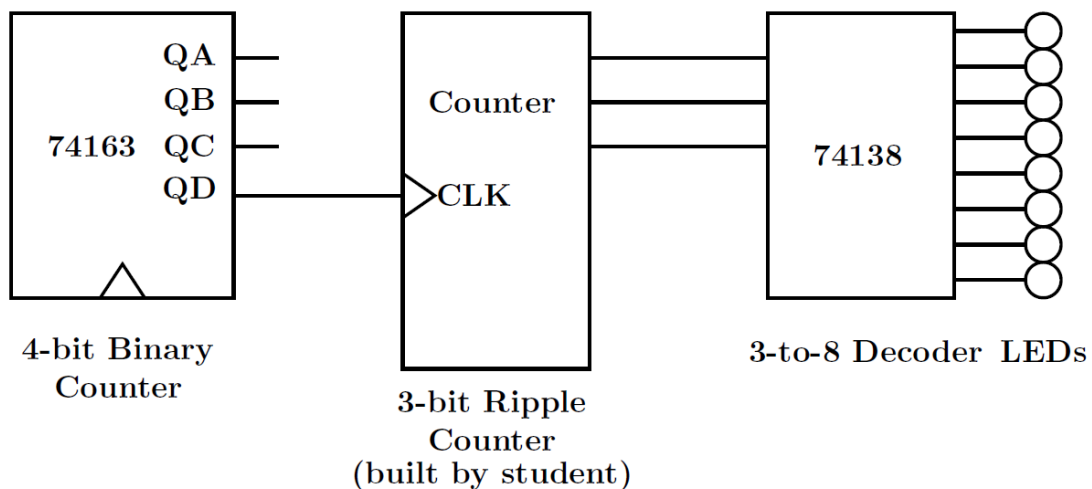 QA
QB
74163
QC
QD
4-bit Binary
Counter
Counter
CLK
3-bit Ripple
Counter
(built by student)
74138
3-to-8 Decoder
LEDs